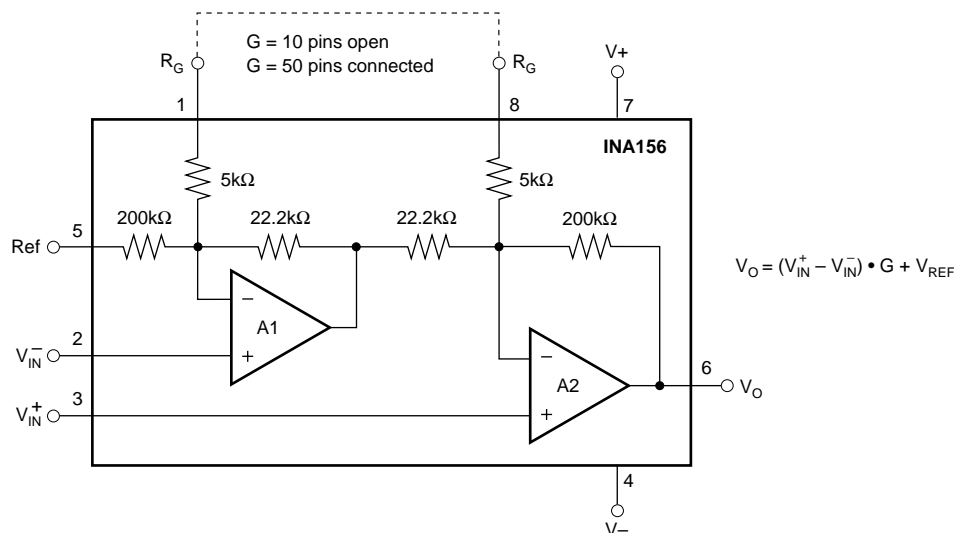 G = 10 pins open
G = 50 pins connected
R_G
R_G
V+
1
8
7
INA156
5kΩ
5kΩ
200kΩ
22.2kΩ
22.2kΩ
200kΩ
5
Ref
V_O = (V_IN^+ – V_IN^–) • G + V_REF
A1
–
+
2
V_IN^–
A2
–
+
6
V_O
3
V_IN^+
4
V–